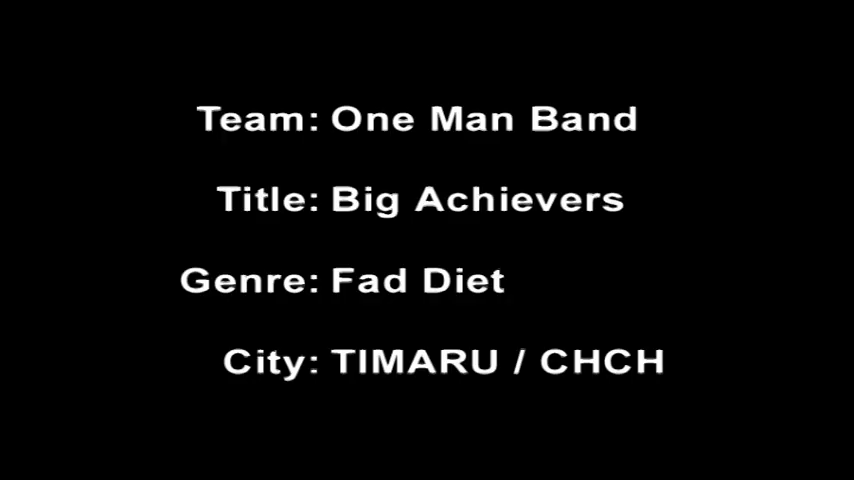 Team: One Man Band
Title: Big Achievers
Genre: Fad Diet
City: TIMARU / CHCH